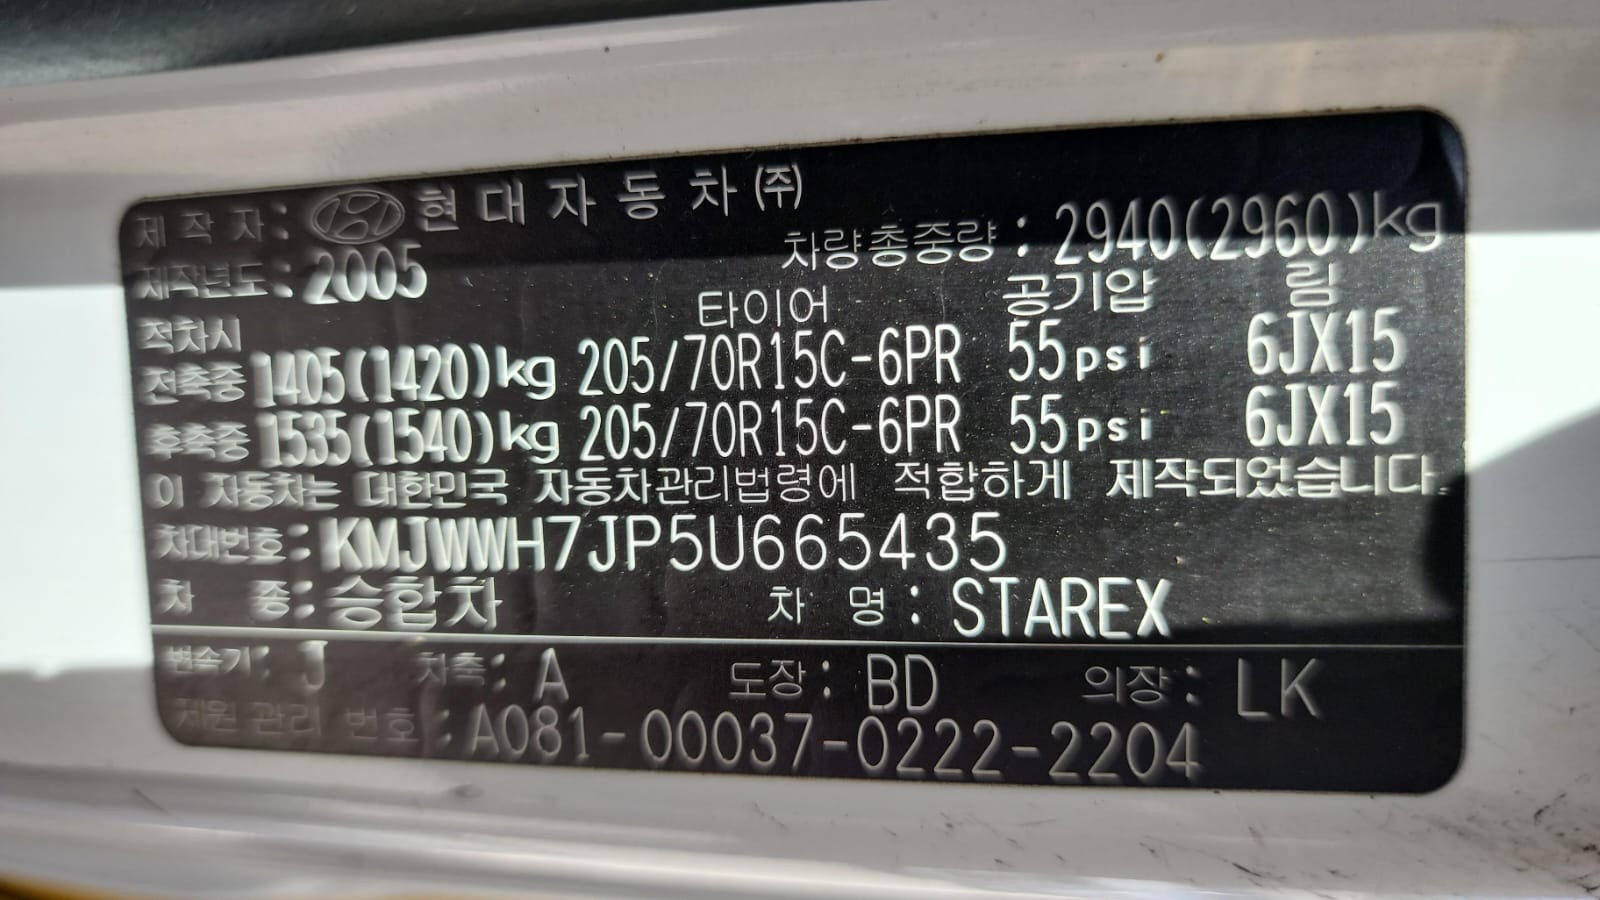 제 작 자 : 현 대 자 동 차 ㈜
제작년도 : 2005 차량총중량 : 2940(2960)kg
타이어 공기압 림
적차시
전축중 1405(1420)kg 205/70R15C-6PR 55psi 6JX15
후축중 1535(1540)kg 205/70R15C-6PR 55psi 6JX15
이 자동차는 대한민국 자동차관리법령에 적합하게 제작되었습니다.
차대번호 : KMJWWH7JP5U665435
차 종 : 승합차 차 명 : STAREX
변속기 : J 차축 : A 도장 : BD 의장 : LK
제원 관리 번호 : A081-00037-0222-2204